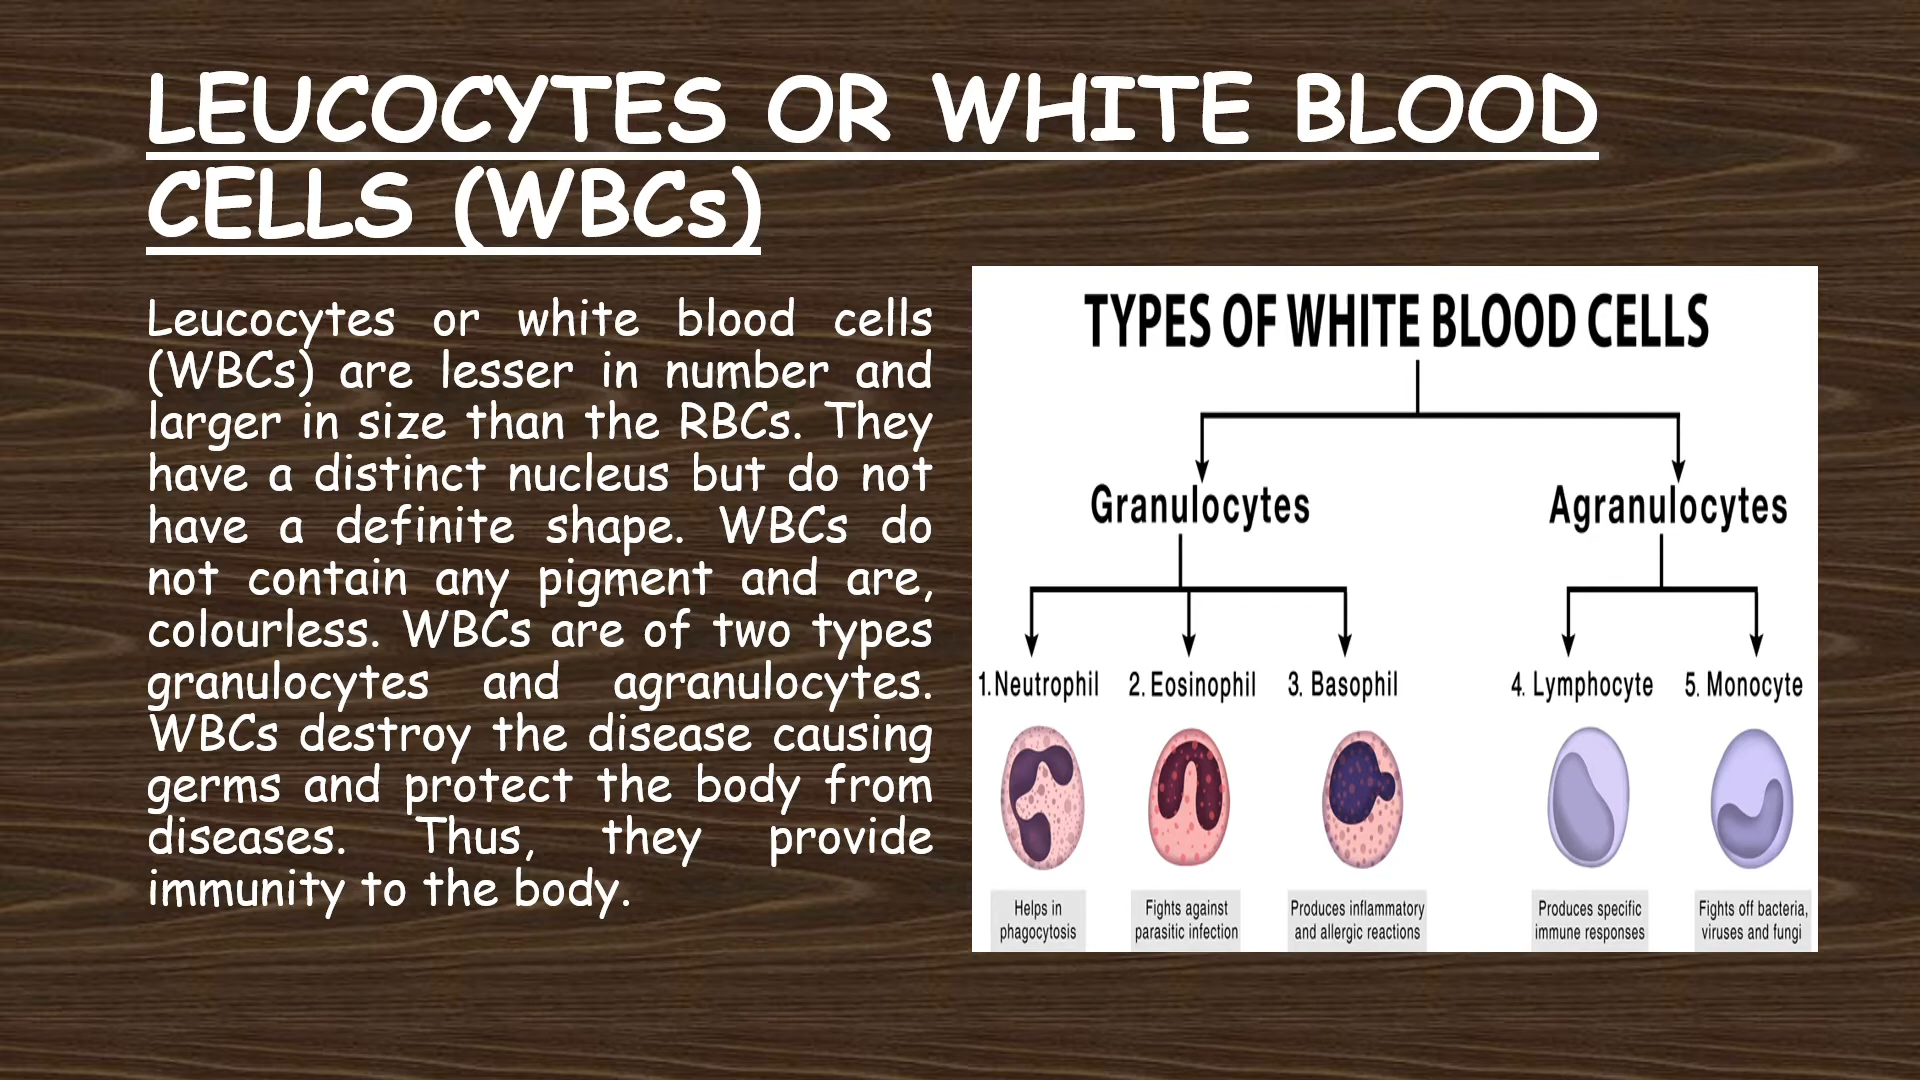 LEUCOCYTES OR WHITE BLOOD
CELLS (WBCs)
Leucocytes or white blood cells
(WBCs) are lesser in number and
larger in size than the RBCs. They
have a distinct nucleus but do not
have a definite shape. WBCs do
not contain any pigment and are,
colourless. WBCs are of two types
granulocytes and agranulocytes.
WBCs destroy the disease causing
germs and protect the body from
diseases. Thus, they provide
immunity to the body.
TYPES OF WHITE BLOOD CELLS
Granulocytes
Agranulocytes
1.Neutrophil
2. Eosinophil
3. Basophil
4. Lymphocyte
5. Monocyte
Helps in
phagocytosis
Fights against
parasitic infection
Produces inflammatory
and allergic reactions
Produces specific
immune responses
Fights off bacteria,
viruses and fungi